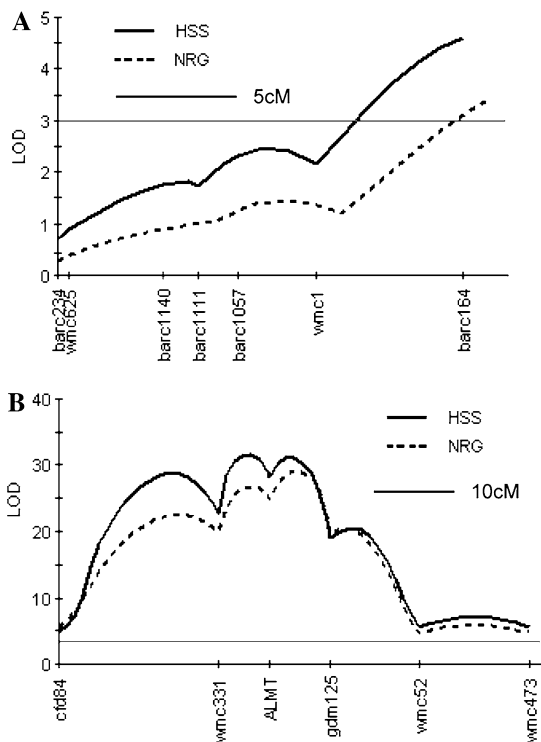 A
5
HSS
NRG
4
5cM
3
LOD
2
1
0
barc234
wmc625
barc1140
barc1111
barc1057
wmc1
barc164
B
40
HSS
NRG
30
10cM
LOD
20
10
0
cfd84
wmc331
ALMT
gdm125
wmc52
wmc473